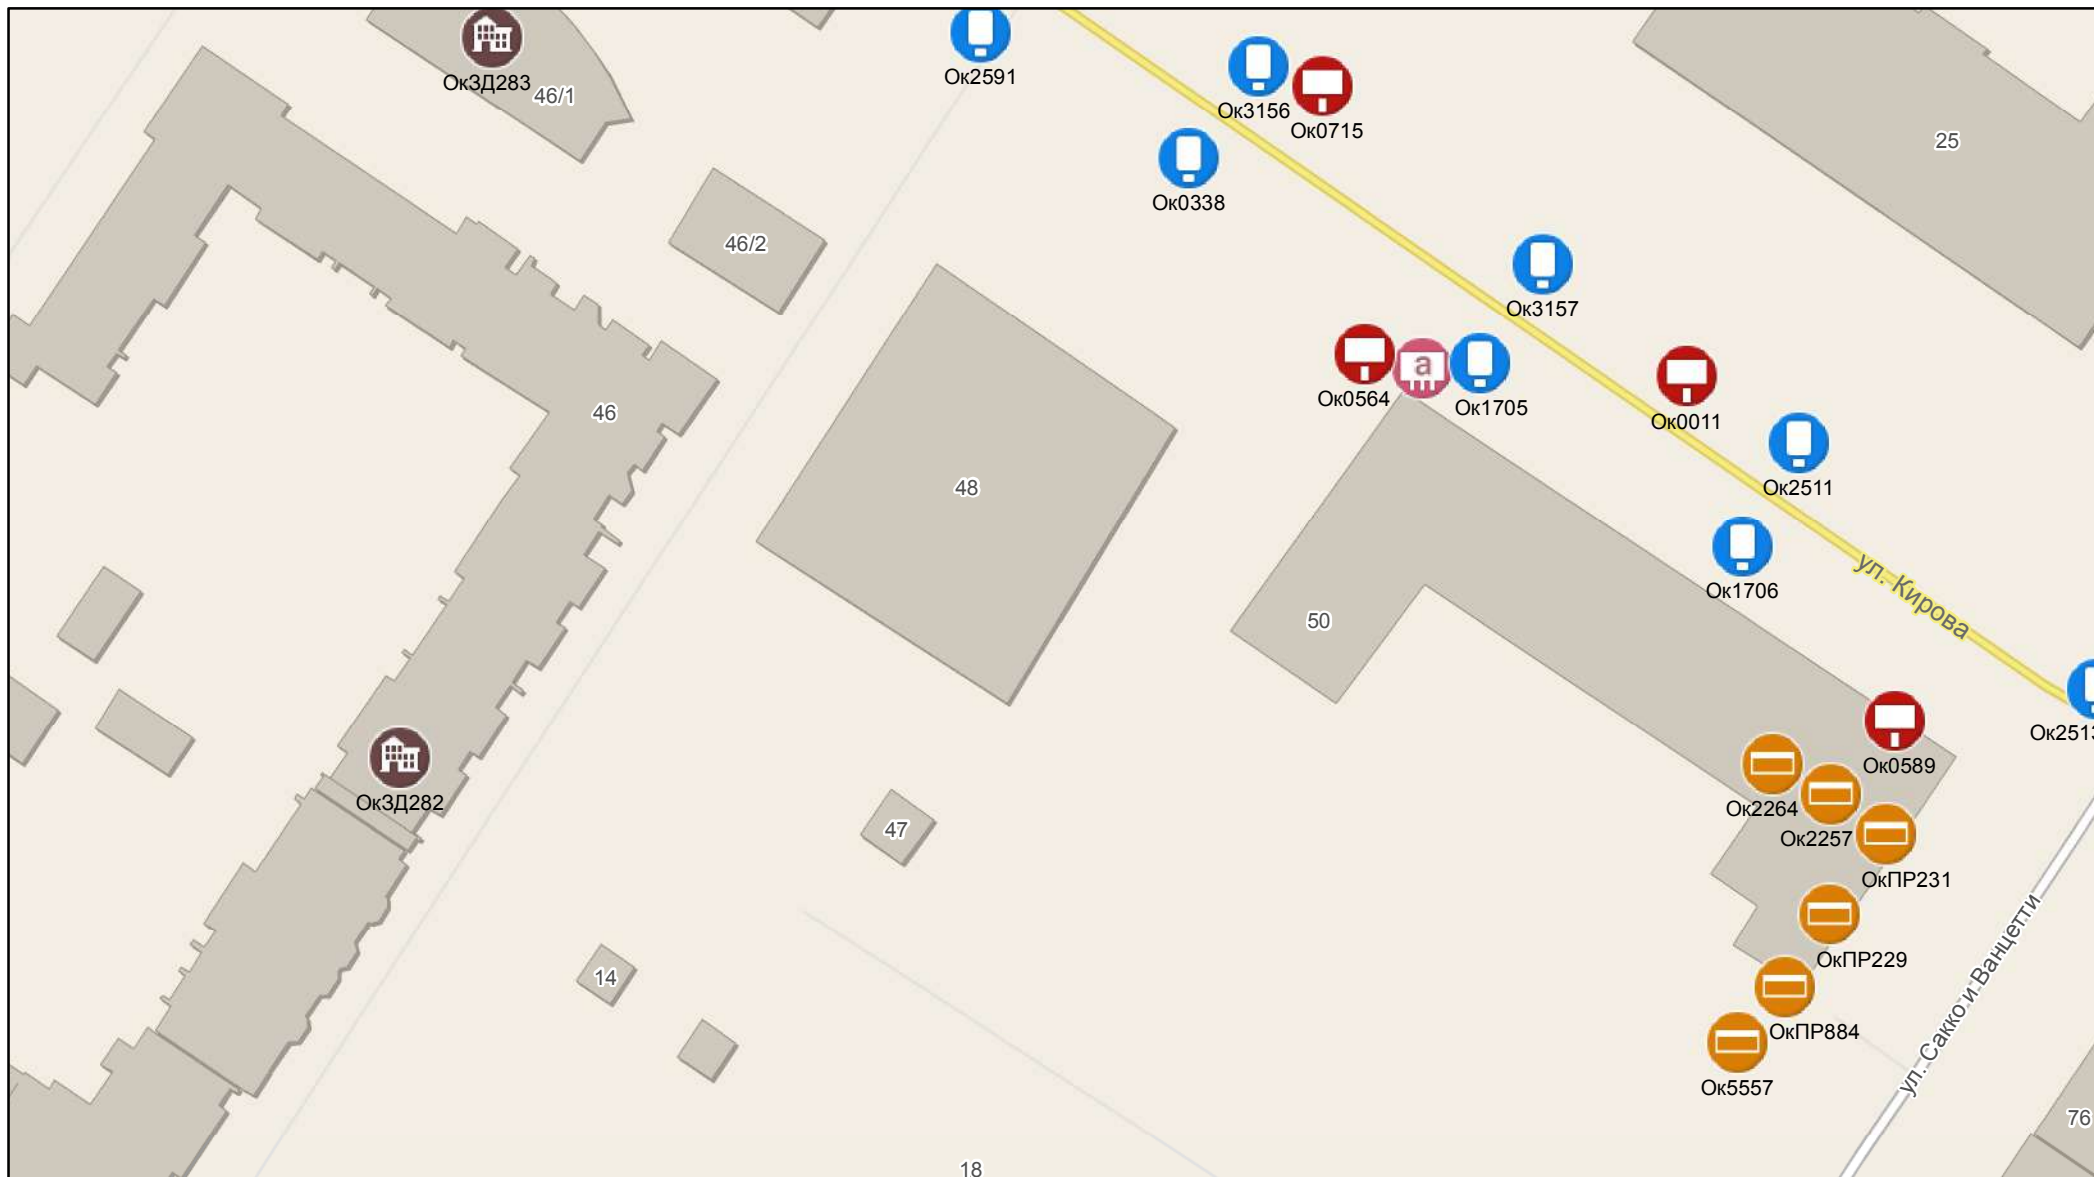 ОкЗД283
46/1
Ок2591
Ок3156
Ок0715
Ок0338
25
46/2
Ок3157
46
Ок0564
а
Ок1705
Ок0011
48
Ок2511
Ок1706
50
ул. Кирова
Ок2513
Ок0589
ОкЗД282
Ок2264
47
Ок2257
ОкПР231
ОкПР229
14
ОкПР884
ул. Сакко и Ванцетти
Ок5557
76
18